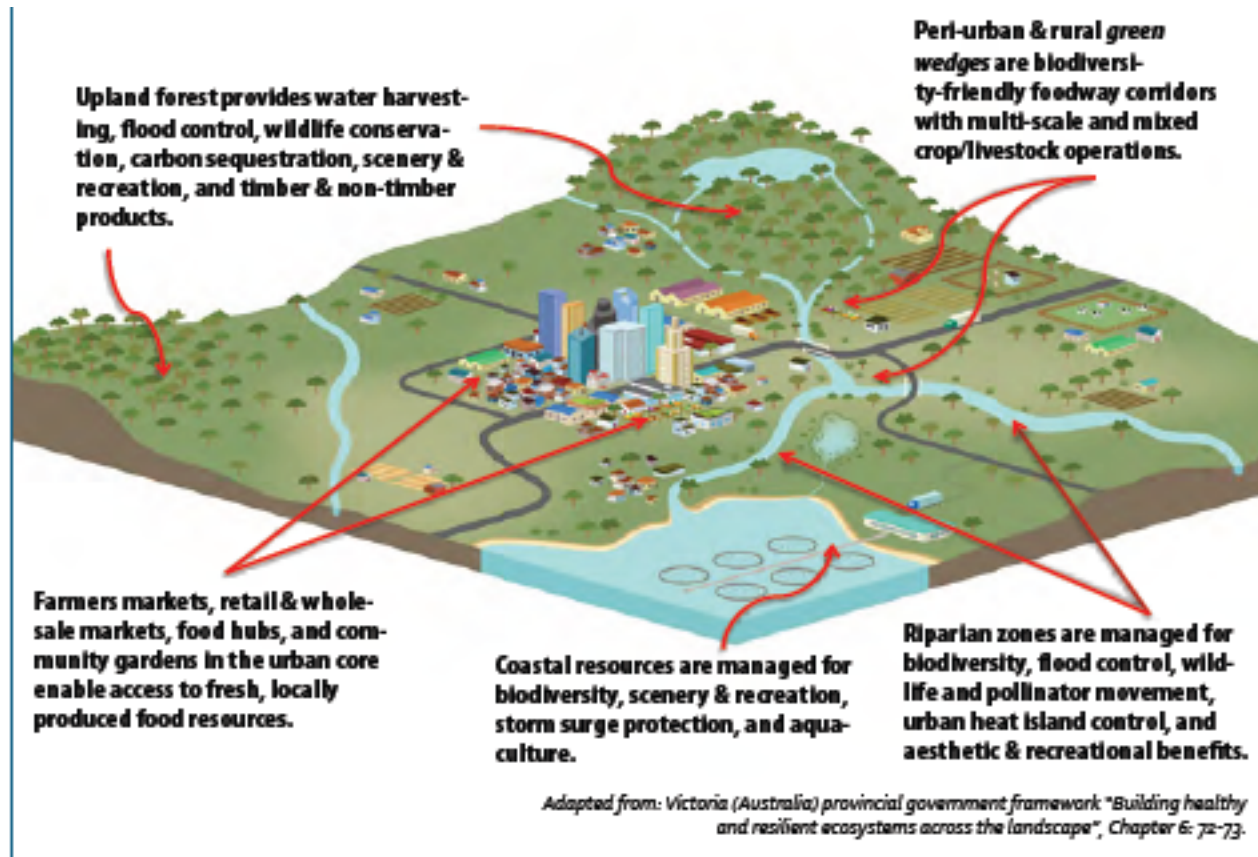 Peri-urban & rural green
wedges are biodiversi-
ty-friendly foodway corridors
with multi-scale and mixed
crop/livestock operations.
Upland forest provides water harvest-
ing, flood control, wildlife conserva-
tion, carbon sequestration, scenery &
recreation, and timber & non-timber
products.
Farmers markets, retail & whole-
sale markets, food hubs, and com-
munity gardens in the urban core
enable access to fresh, locally
produced food resources.
Coastal resources are managed for
biodiversity, scenery & recreation,
storm surge protection, and aqua-
culture.
Riparian zones are managed for
biodiversity, flood control, wild-
life and pollinator movement,
urban heat island control, and
aesthetic & recreational benefits.
Adapted from: Victoria (Australia) provincial government framework "Building healthy
and resilient ecosystems across the landscape", Chapter 6: 72-73.